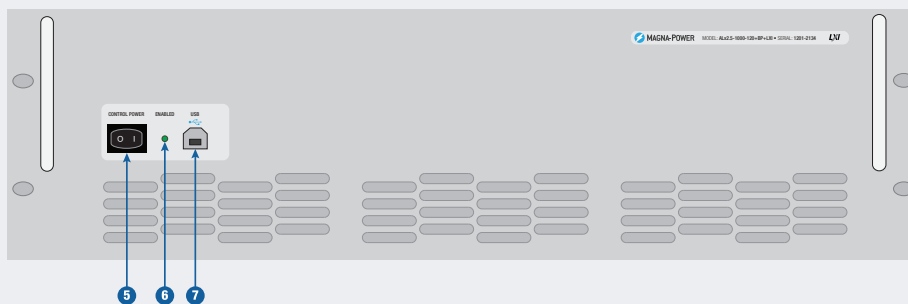 MAGNA-POWER MODEL: ALx2.5-1000-120+BP+LXI • SERIAL: 1201-2134 LXI
CONTROL POWER ENABLED USB
O I
5 6 7